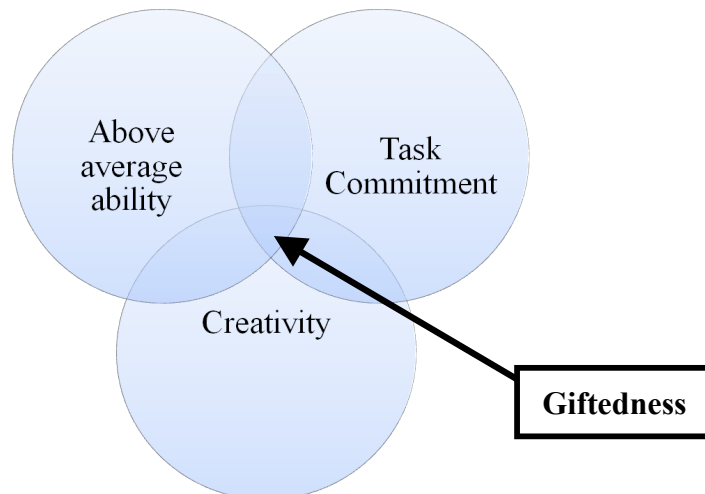 Above
average
ability
Task
Commitment
Creativity
Giftedness